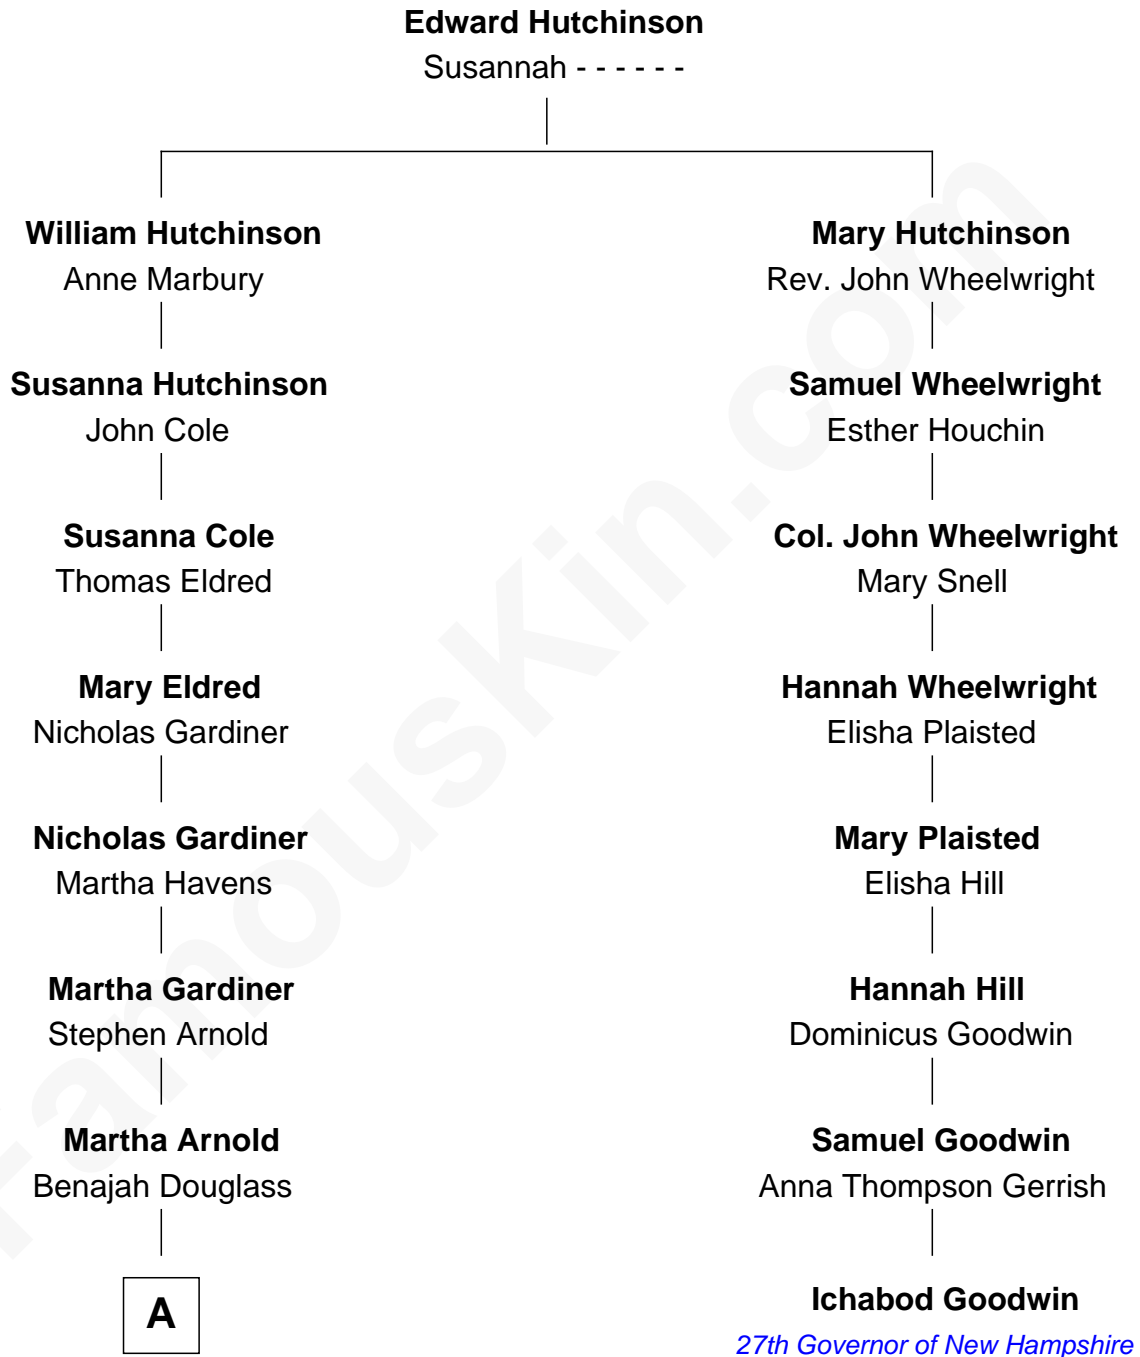 Edward Hutchinson
Susannah - - - - - -
William Hutchinson
Anne Marbury
Mary Hutchinson
Rev. John Wheelwright
Susanna Hutchinson
John Cole
Samuel Wheelwright
Esther Houchin
Susanna Cole
Thomas Eldred
Col. John Wheelwright
Mary Snell
Mary Eldred
Nicholas Gardiner
Hannah Wheelwright
Elisha Plaisted
Nicholas Gardiner
Martha Havens
Mary Plaisted
Elisha Hill
Martha Gardiner
Stephen Arnold
Hannah Hill
Dominicus Goodwin
Martha Arnold
Benajah Douglass
Samuel Goodwin
Anna Thompson Gerrish
A
Ichabod Goodwin
27th Governor of New Hampshire
FamousKin.com